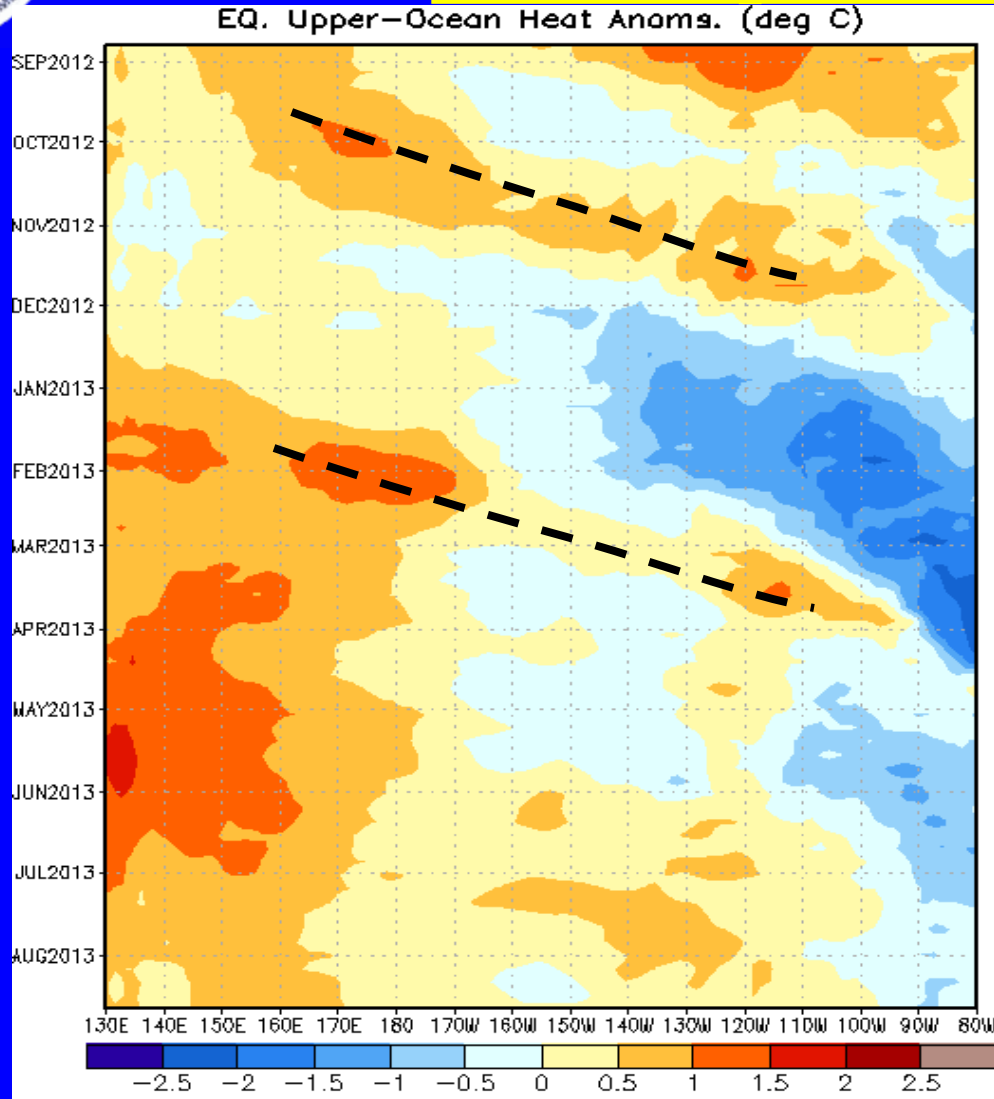 EQ. Upper-Ocean Heat Anoms. (deg C)
SEP2012
OCT2012
NOV2012
DEC2012
JAN2013
FEB2013
MAR2013
APR2013
MAY2013
JUN2013
JUL2013
AUG2013
130E 140E 150E 160E 170E 180 170W 160W 150W 140W 130W 120W 110W 100W 90W 80W
-2.5 -2 -1.5 -1 -0.5 0 0.5 1 1.5 2 2.5